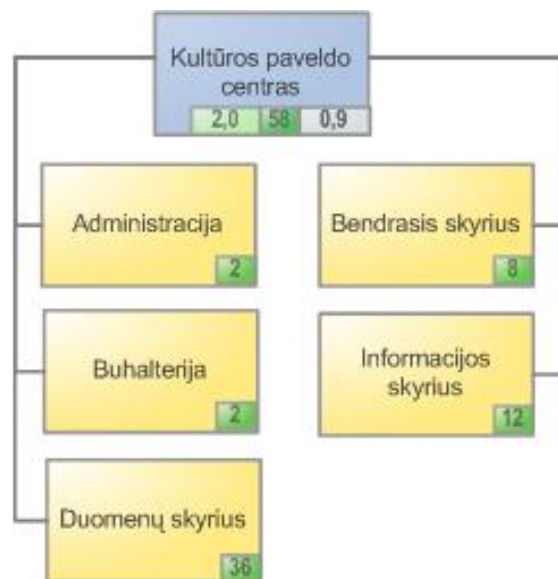 Kultūros paveldo
centras
2,0 58 0,9
Administracija
2
Bendrasis skyrius
8
Buhalterija
2
Informacijos
skyrius
12
Duomenų skyrius
36